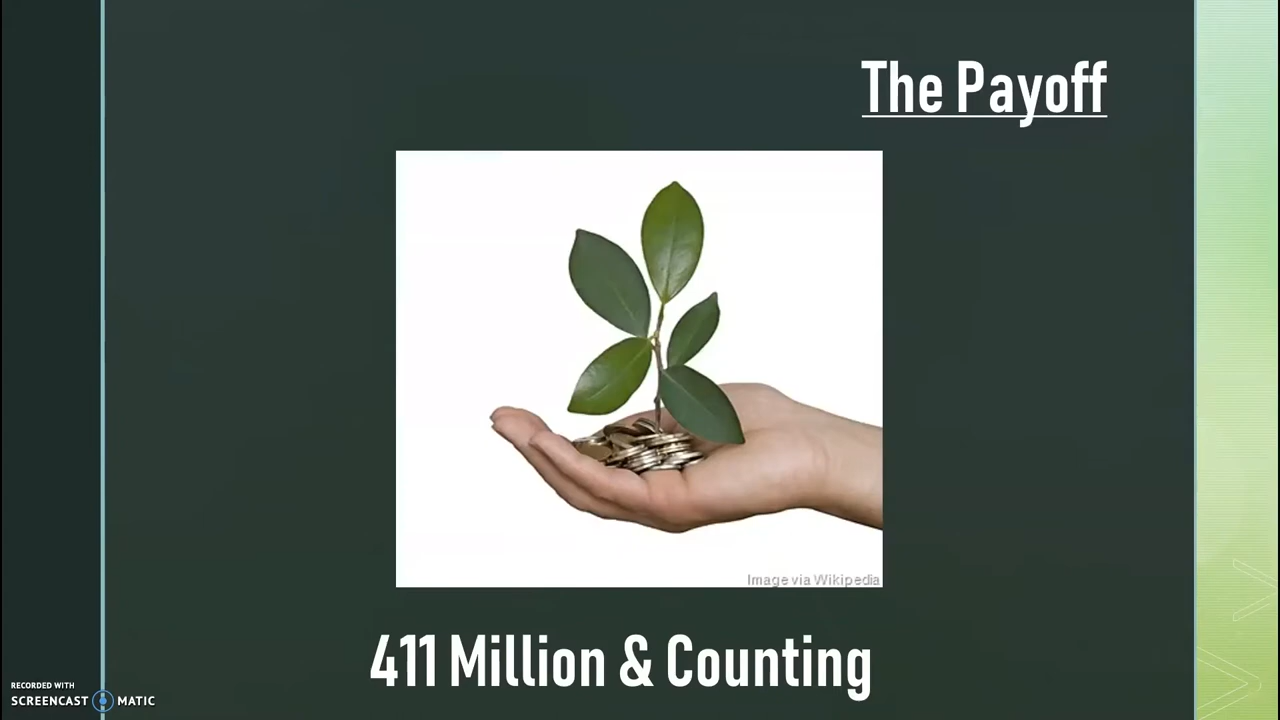 The Payoff
Image via Wikipedia
411 Million & Counting
RECORDED WITH
SCREENCAST MATIC